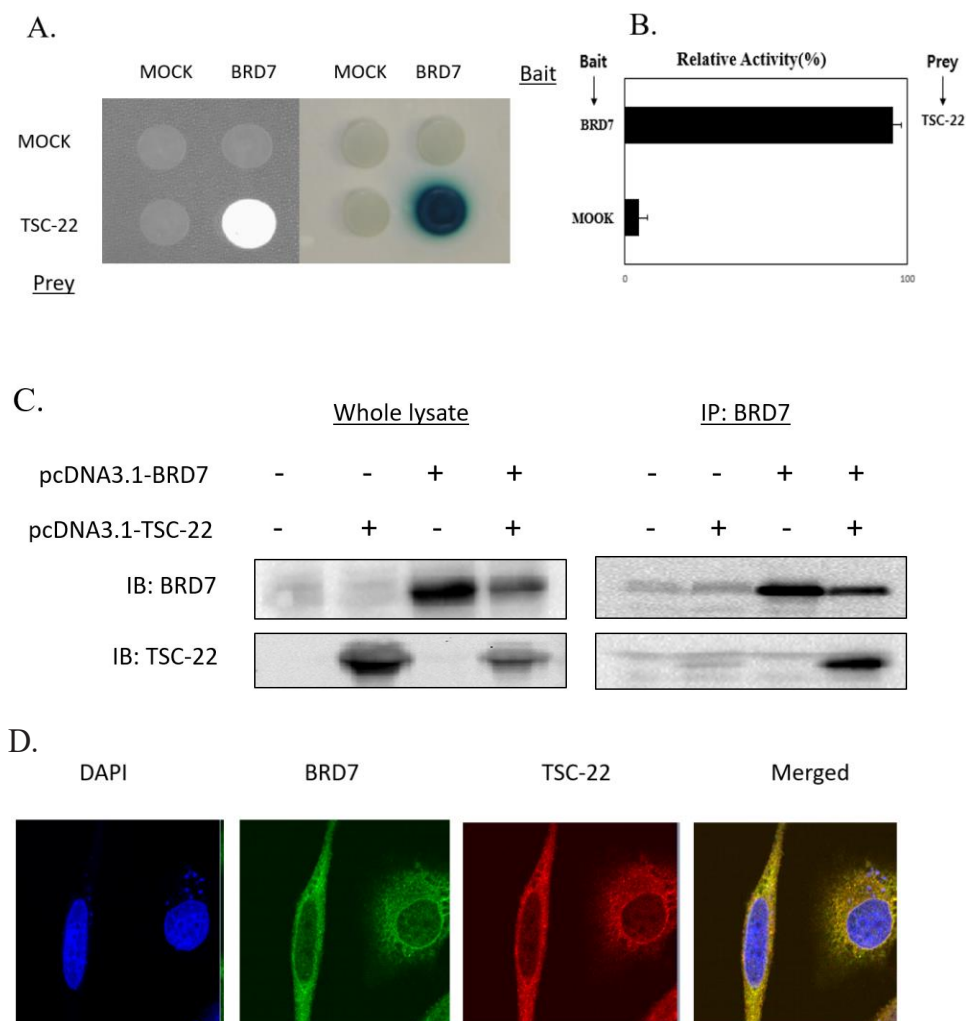 A.
MOCK BRD7 MOCK BRD7 Bait
MOCK
TSC-22
Prey
B.
Bait Relative Activity(%) Prey
BRD7 TSC-22
MOOK
0 100
C.
Whole lysate IP: BRD7
pcDNA3.1-BRD7 - - + + - - + +
pcDNA3.1-TSC-22 - + - + - + - +
IB: BRD7
IB: TSC-22
D.
DAPI BRD7 TSC-22 Merged